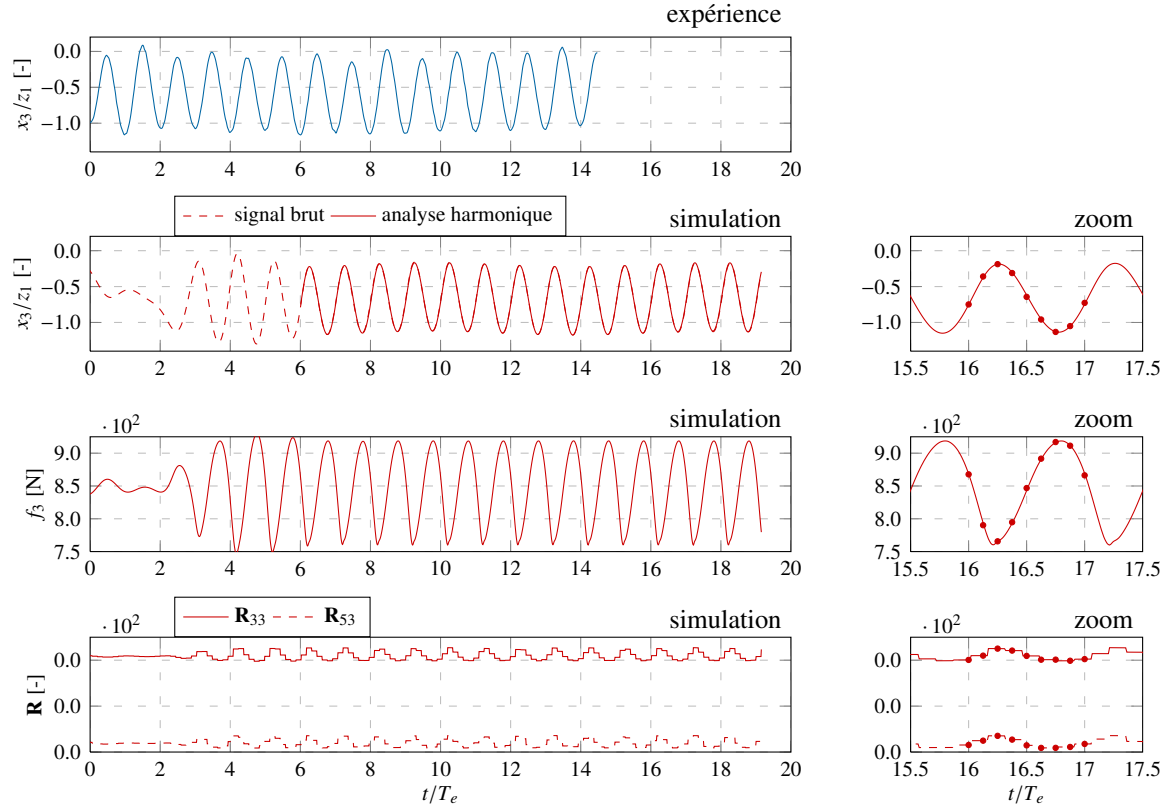 expérience
0.0
−0.5
−1.0
x3/z1 [-]
0 2 4 6 8 10 12 14 16 18 20
signal brut analyse harmonique
simulation zoom
0.0 0.0
−0.5 −0.5
−1.0 −1.0
x3/z1 [-]
0 2 4 6 8 10 12 14 16 18 20 15.5 16 16.5 17 17.5
simulation zoom
· 10² · 10²
9.0 9.0
8.5 8.5
8.0 8.0
7.5 7.5
f3 [N]
0 2 4 6 8 10 12 14 16 18 20 15.5 16 16.5 17 17.5
R33 R53
simulation zoom
· 10² · 10²
0.0 0.0
0.0 0.0
0.0 0.0
R [-]
0 2 4 6 8 10 12 14 16 18 20 15.5 16 16.5 17 17.5
t/Te t/Te